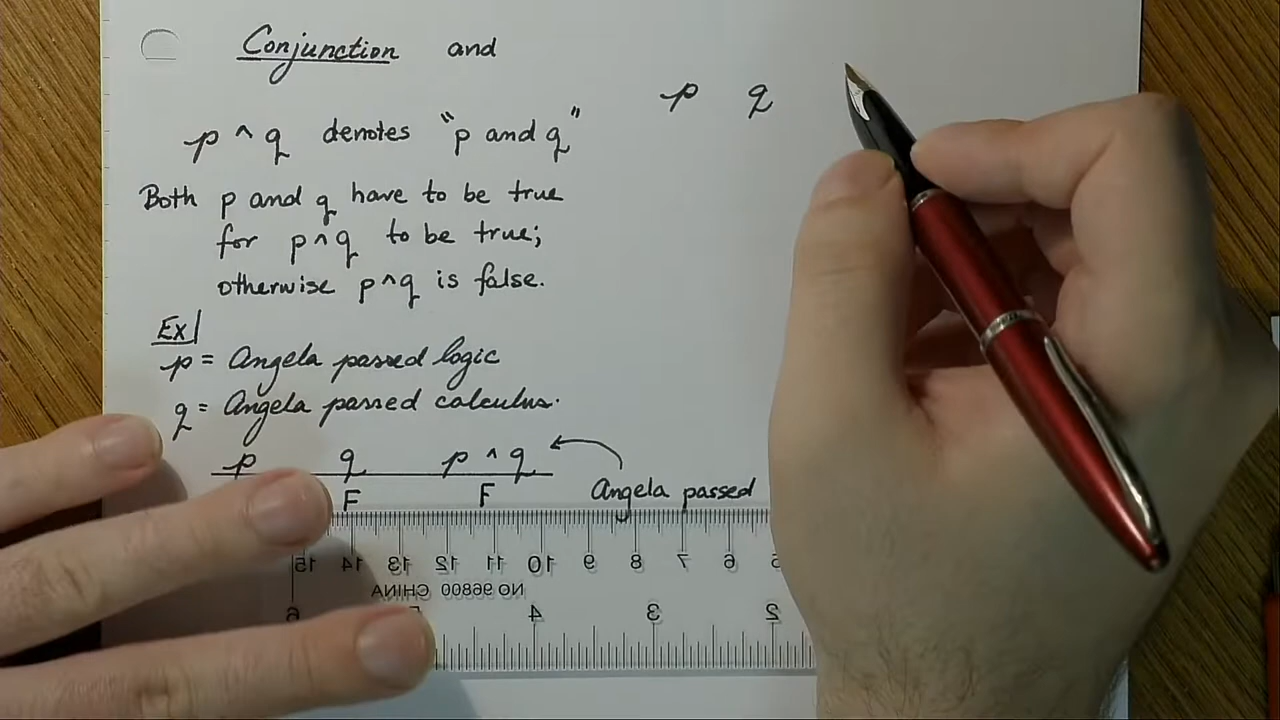 Conjunction and
p ^ q denotes "p and q"
Both p and q have to be true
for p^q to be true;
otherwise p^q is false.
Ex
p = Angela passed logic
q = Angela passed calculus.
p q p ^ q
F F
Angela passed
p q
15 14 13 12 11 10 9 8 7 6
NO 96800 CHINA
6 4 3 2